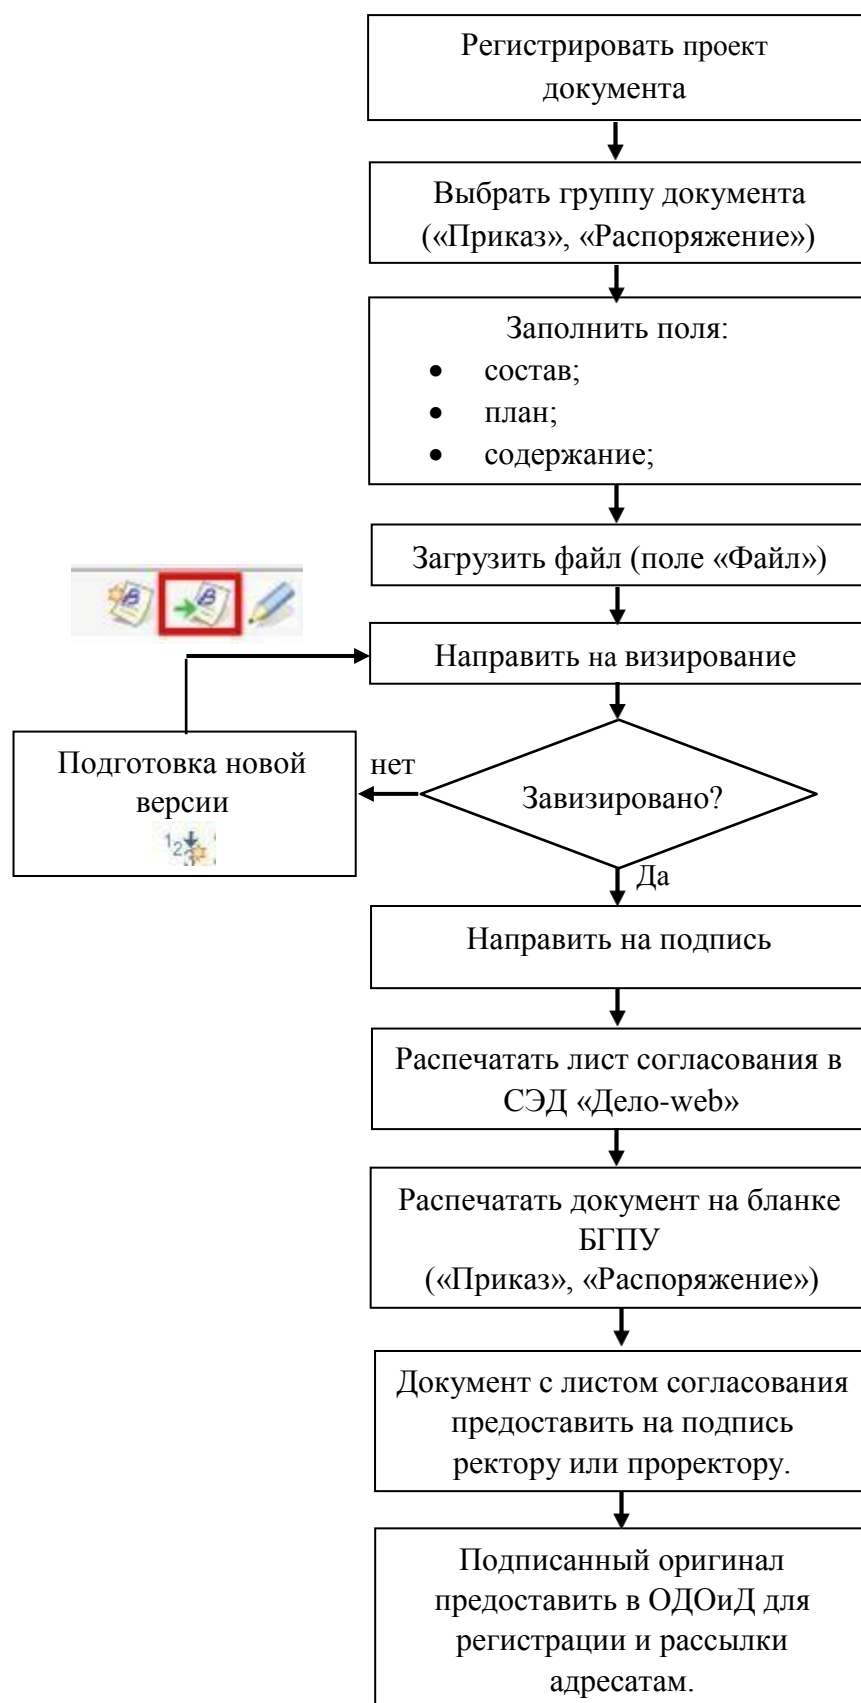 Регистрировать проект
документа
Выбрать группу документа
(«Приказ», «Распоряжение»)
Заполнить поля:
• состав;
• план;
• содержание;
Загрузить файл (поле «Файл»)
Направить на визирование
Подготовка новой
версии
123
нет
Завизировано?
Да
Направить на подпись
Распечатать лист согласования в
СЭД «Дело-web»
Распечатать документ на бланке
БГПУ
(«Приказ», «Распоряжение»)
Документ с листом согласования
предоставить на подпись
ректору или проректору.
Подписанный оригинал
предоставить в ОДОиД для
регистрации и рассылки
адресатам.